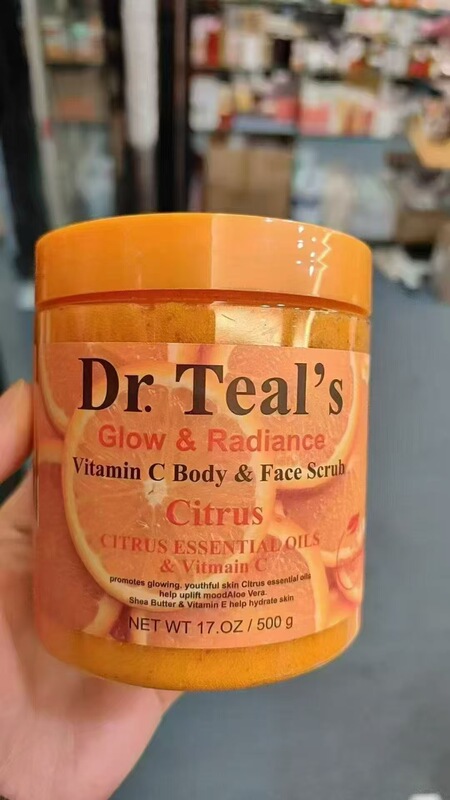 Dr. Teal's
Glow & Radiance
Vitamin C Body & Face Scrub
Citrus
CITRUS ESSENTIAL OILS
& Vitmain C
promotes glowing, youthful skin Citrus essential oils
help uplift moodAloe Vera.
Shea Butter & Vitamin E help hydrate skin
NET WT 17.OZ / 500 g